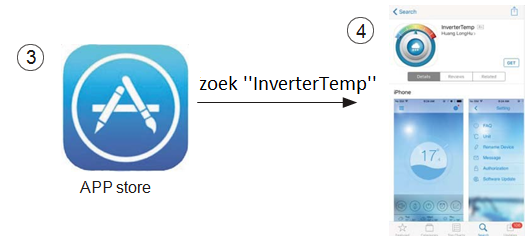 3
APP store
zoek "InverterTemp"
4
Search
InverterTemp
Huang LongHu
GET
Details
Reviews
Related
iPhone
17°
Setting
FAQ
Unit
Rename Device
Message
Authorization
Software Update
Search